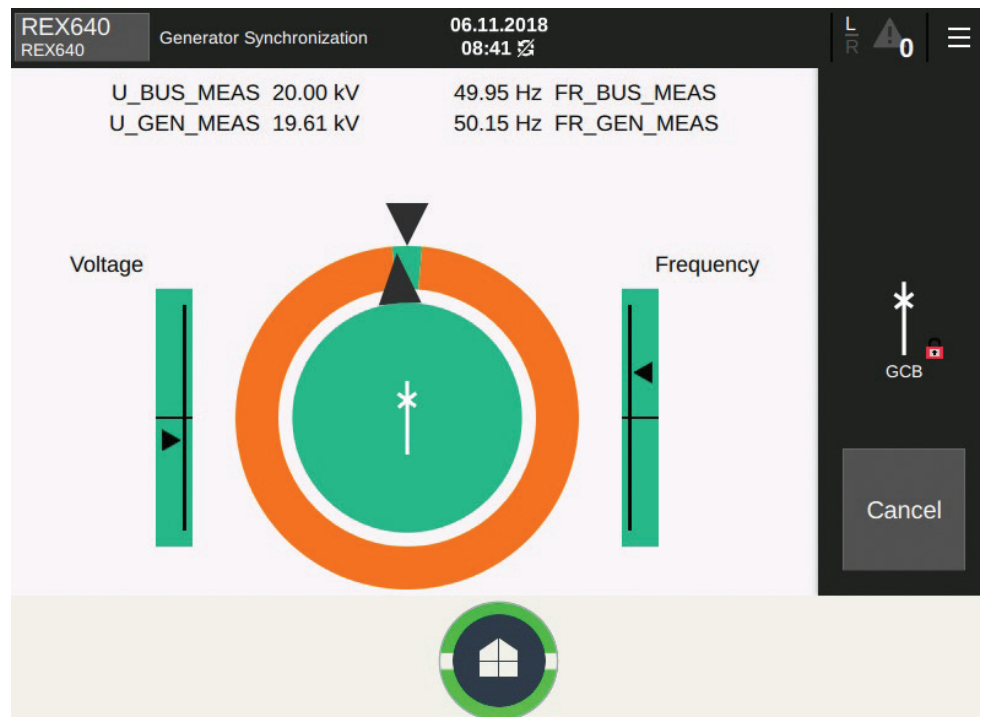 REX640
REX640
Generator Synchronization
06.11.2018
08:41
L
R
0
U_BUS_MEAS 20.00 kV 49.95 Hz FR_BUS_MEAS
U_GEN_MEAS 19.61 kV 50.15 Hz FR_GEN_MEAS
Voltage
Frequency
GCB
Cancel